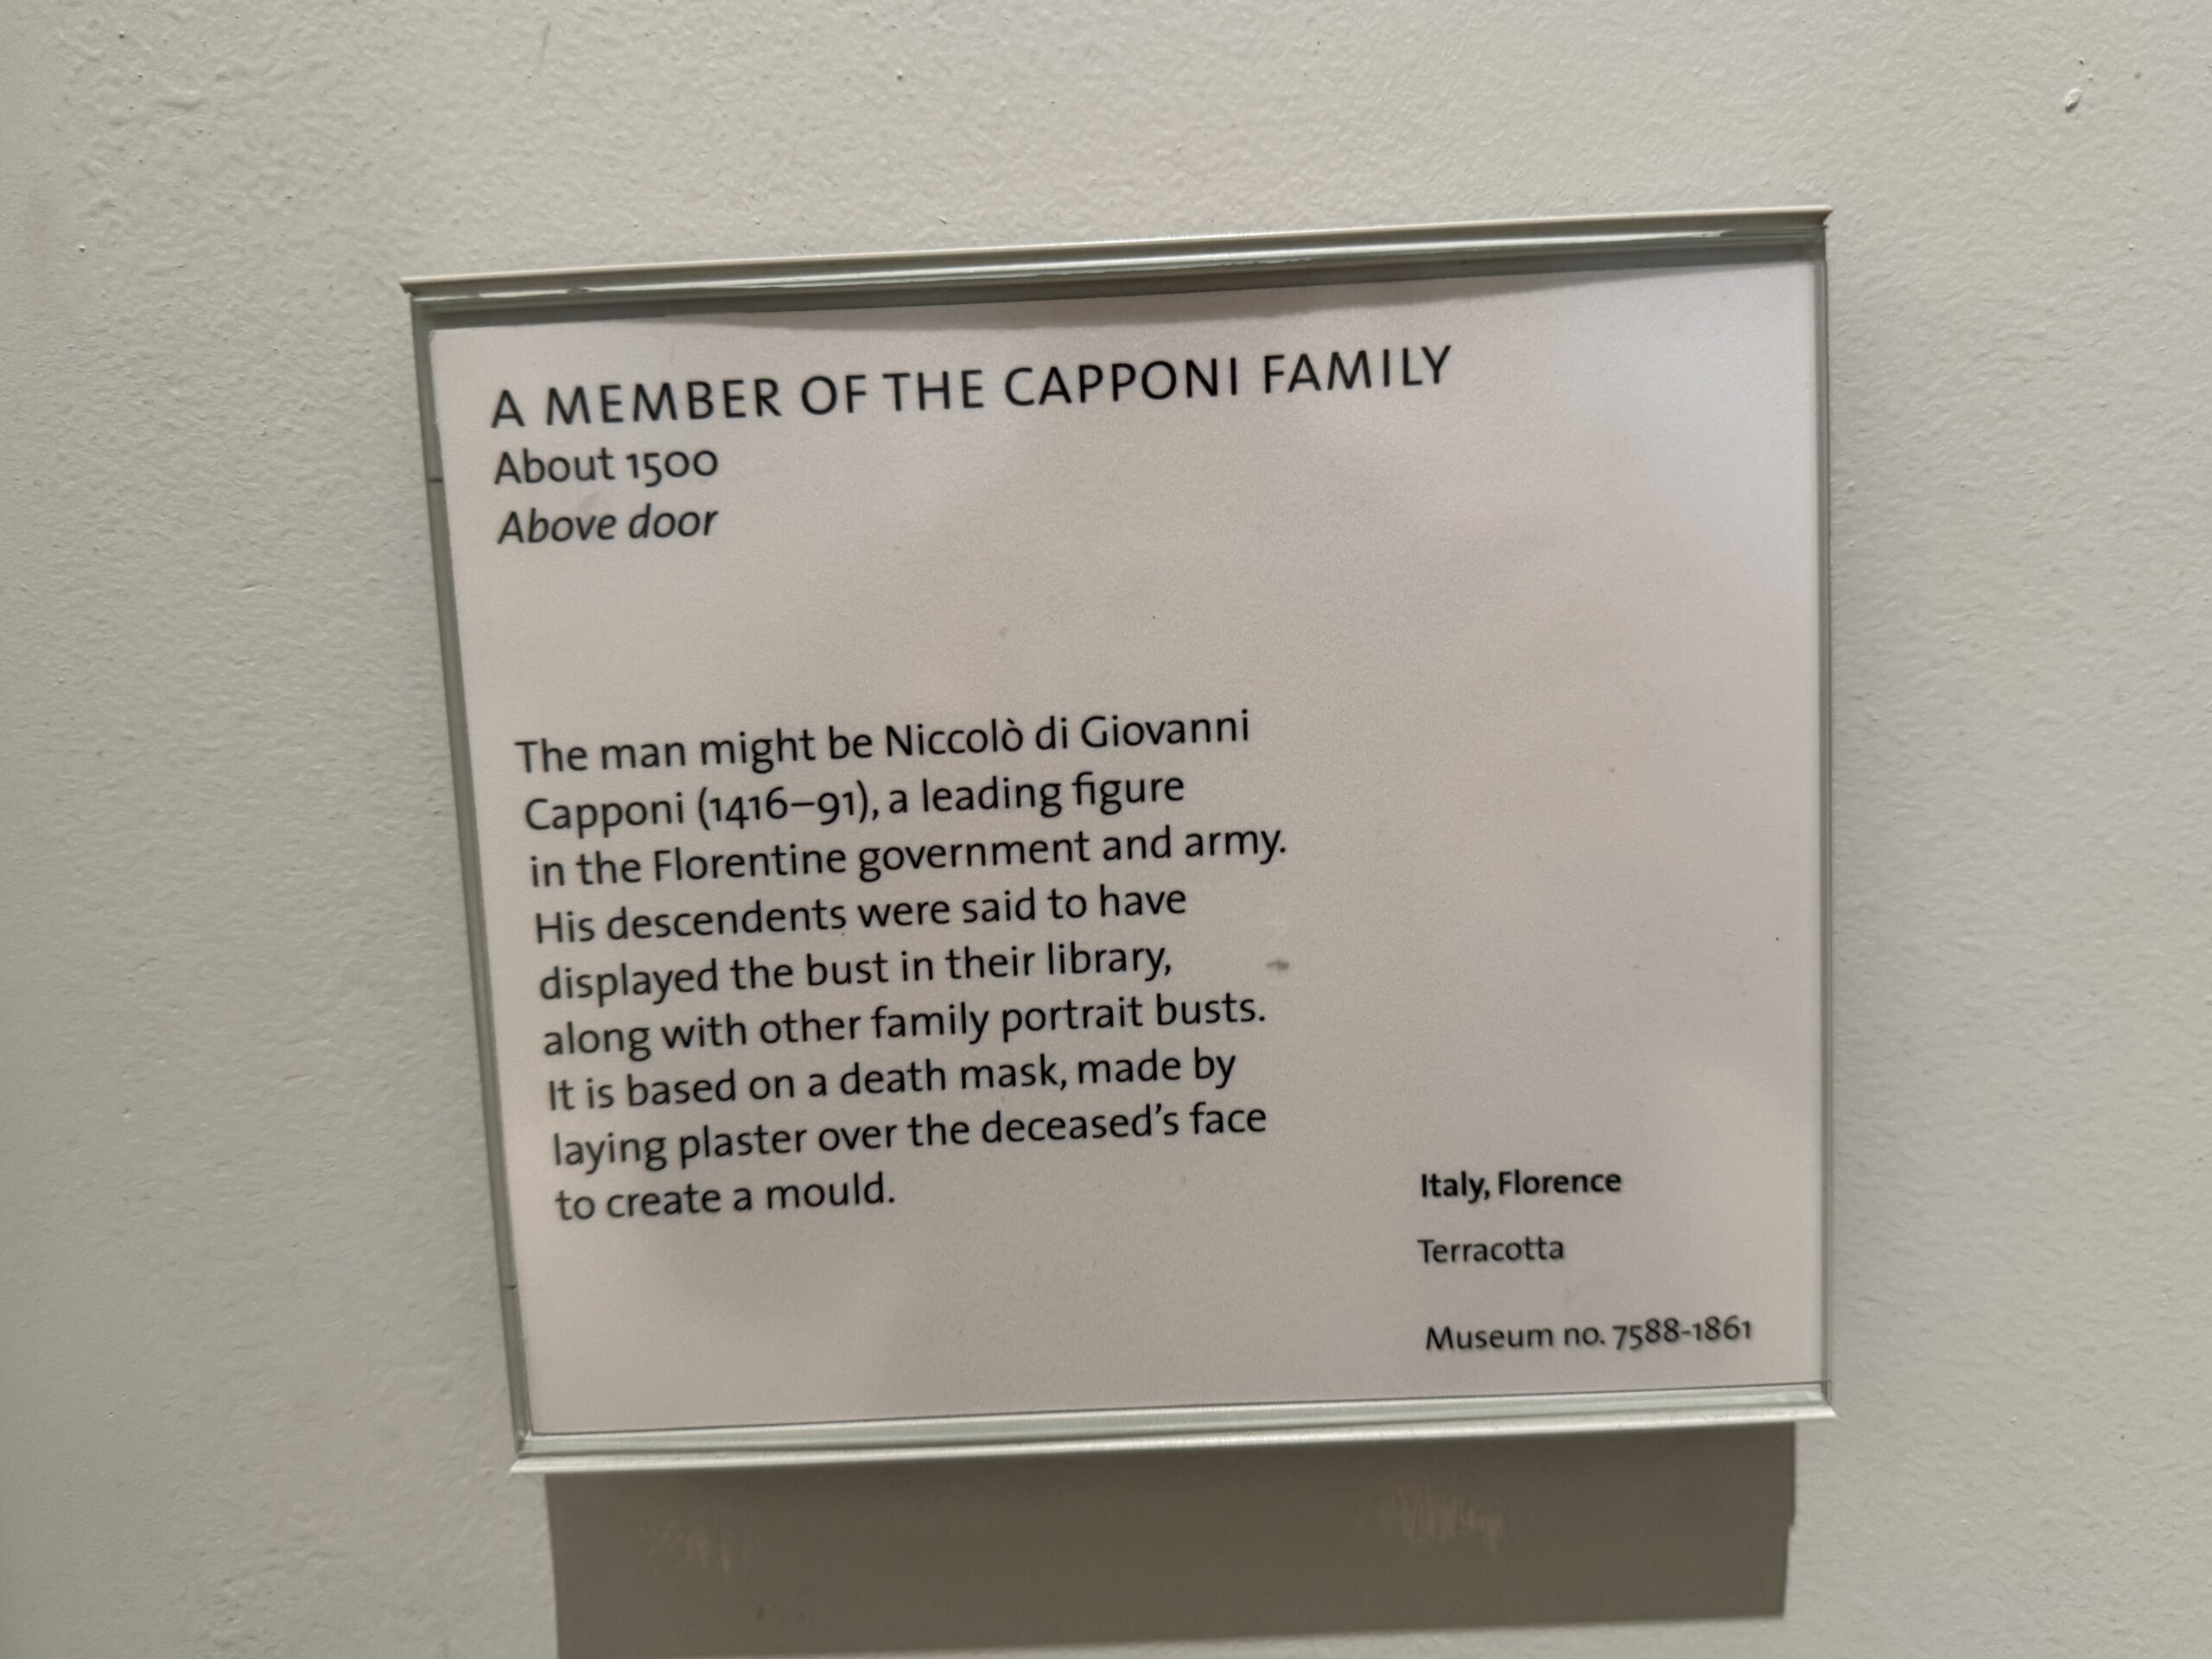 A MEMBER OF THE CAPPONI FAMILY
About 1500
Above door
The man might be Niccolò di Giovanni
Capponi (1416–91), a leading figure
in the Florentine government and army.
His descendents were said to have
displayed the bust in their library,
along with other family portrait busts.
It is based on a death mask, made by
laying plaster over the deceased's face
to create a mould.
Italy, Florence
Terracotta
Museum no. 7588-1861